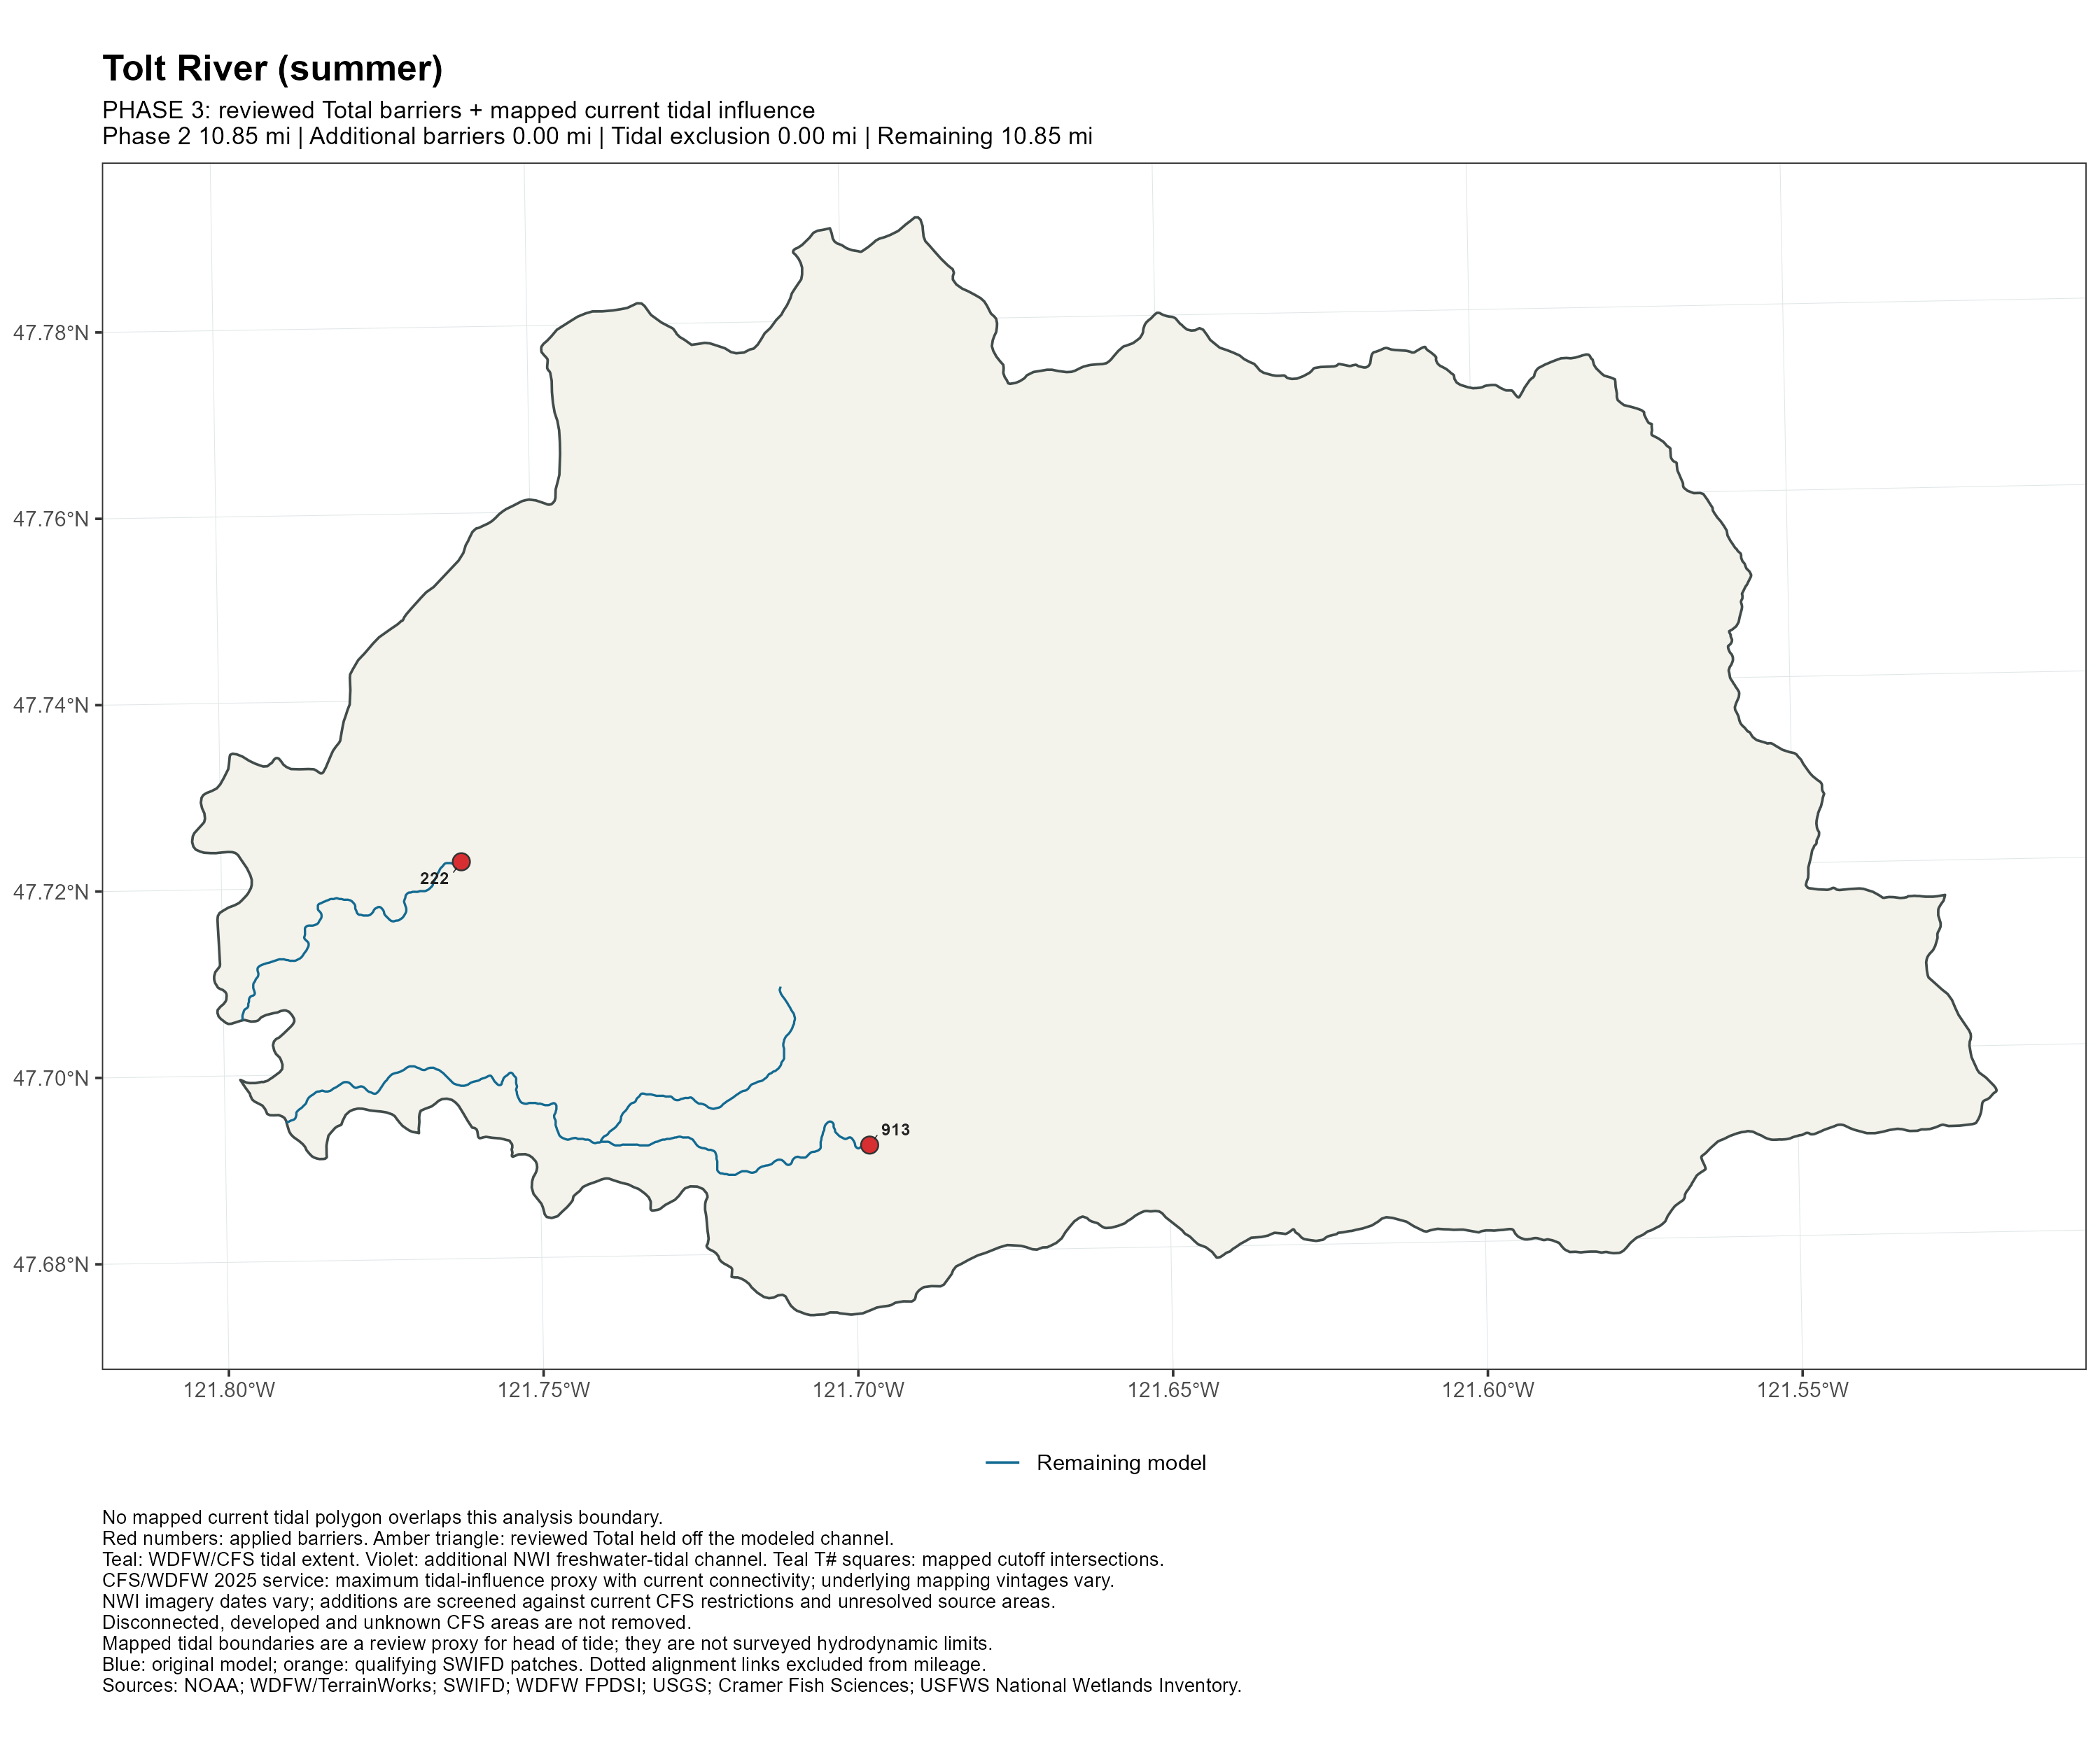 Tolt River (summer)
PHASE 3: reviewed Total barriers + mapped current tidal influence
Phase 2 10.85 mi | Additional barriers 0.00 mi | Tidal exclusion 0.00 mi | Remaining 10.85 mi
47.78°N
47.76°N
47.74°N
47.72°N
47.70°N
47.68°N
222
913
121.80°W
121.75°W
121.70°W
121.65°W
121.60°W
121.55°W
Remaining model
No mapped current tidal polygon overlaps this analysis boundary.
Red numbers: applied barriers. Amber triangle: reviewed Total held off the modeled channel.
Teal: WDFW/CFS tidal extent. Violet: additional NWI freshwater-tidal channel. Teal T# squares: mapped cutoff intersections.
CFS/WDFW 2025 service: maximum tidal-influence proxy with current connectivity; underlying mapping vintages vary.
NWI imagery dates vary; additions are screened against current CFS restrictions and unresolved source areas.
Disconnected, developed and unknown CFS areas are not removed.
Mapped tidal boundaries are a review proxy for head of tide; they are not surveyed hydrodynamic limits.
Blue: original model; orange: qualifying SWIFD patches. Dotted alignment links excluded from mileage.
Sources: NOAA; WDFW/TerrainWorks; SWIFD; WDFW FPDSI; USGS; Cramer Fish Sciences; USFWS National Wetlands Inventory.